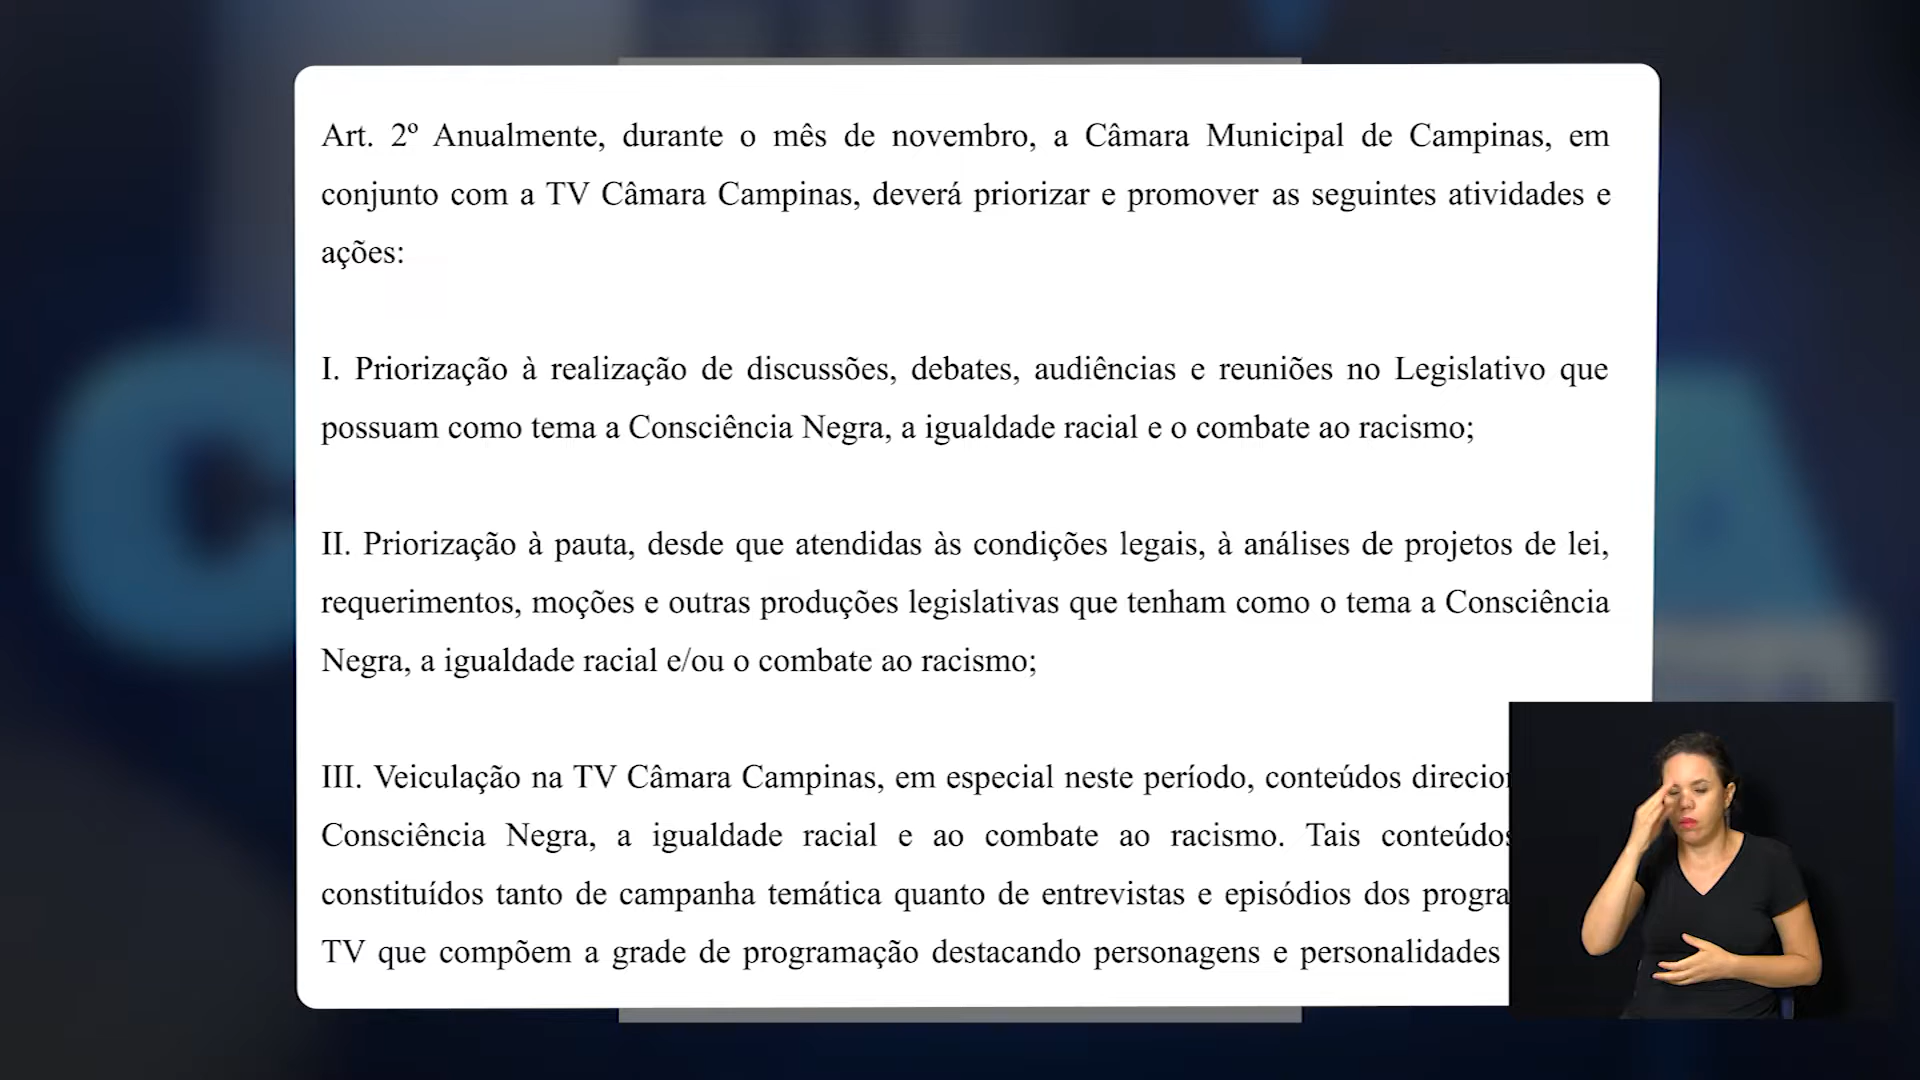 Art. 2º Anualmente, durante o mês de novembro, a Câmara Municipal de Campinas, em
conjunto com a TV Câmara Campinas, deverá priorizar e promover as seguintes atividades e
ações:
I. Priorização à realização de discussões, debates, audiências e reuniões no Legislativo que
possuam como tema a Consciência Negra, a igualdade racial e o combate ao racismo;
II. Priorização à pauta, desde que atendidas às condições legais, à análises de projetos de lei,
requerimentos, moções e outras produções legislativas que tenham como o tema a Consciência
Negra, a igualdade racial e/ou o combate ao racismo;
III. Veiculação na TV Câmara Campinas, em especial neste período, conteúdos
Consciência Negra, a igualdade racial e ao combate ao racismo. Tais conteúdos
constituídos tanto de campanha temática quanto de entrevistas e episódios dos
TV que compõem a grade de programação destacando personagens e personalidades